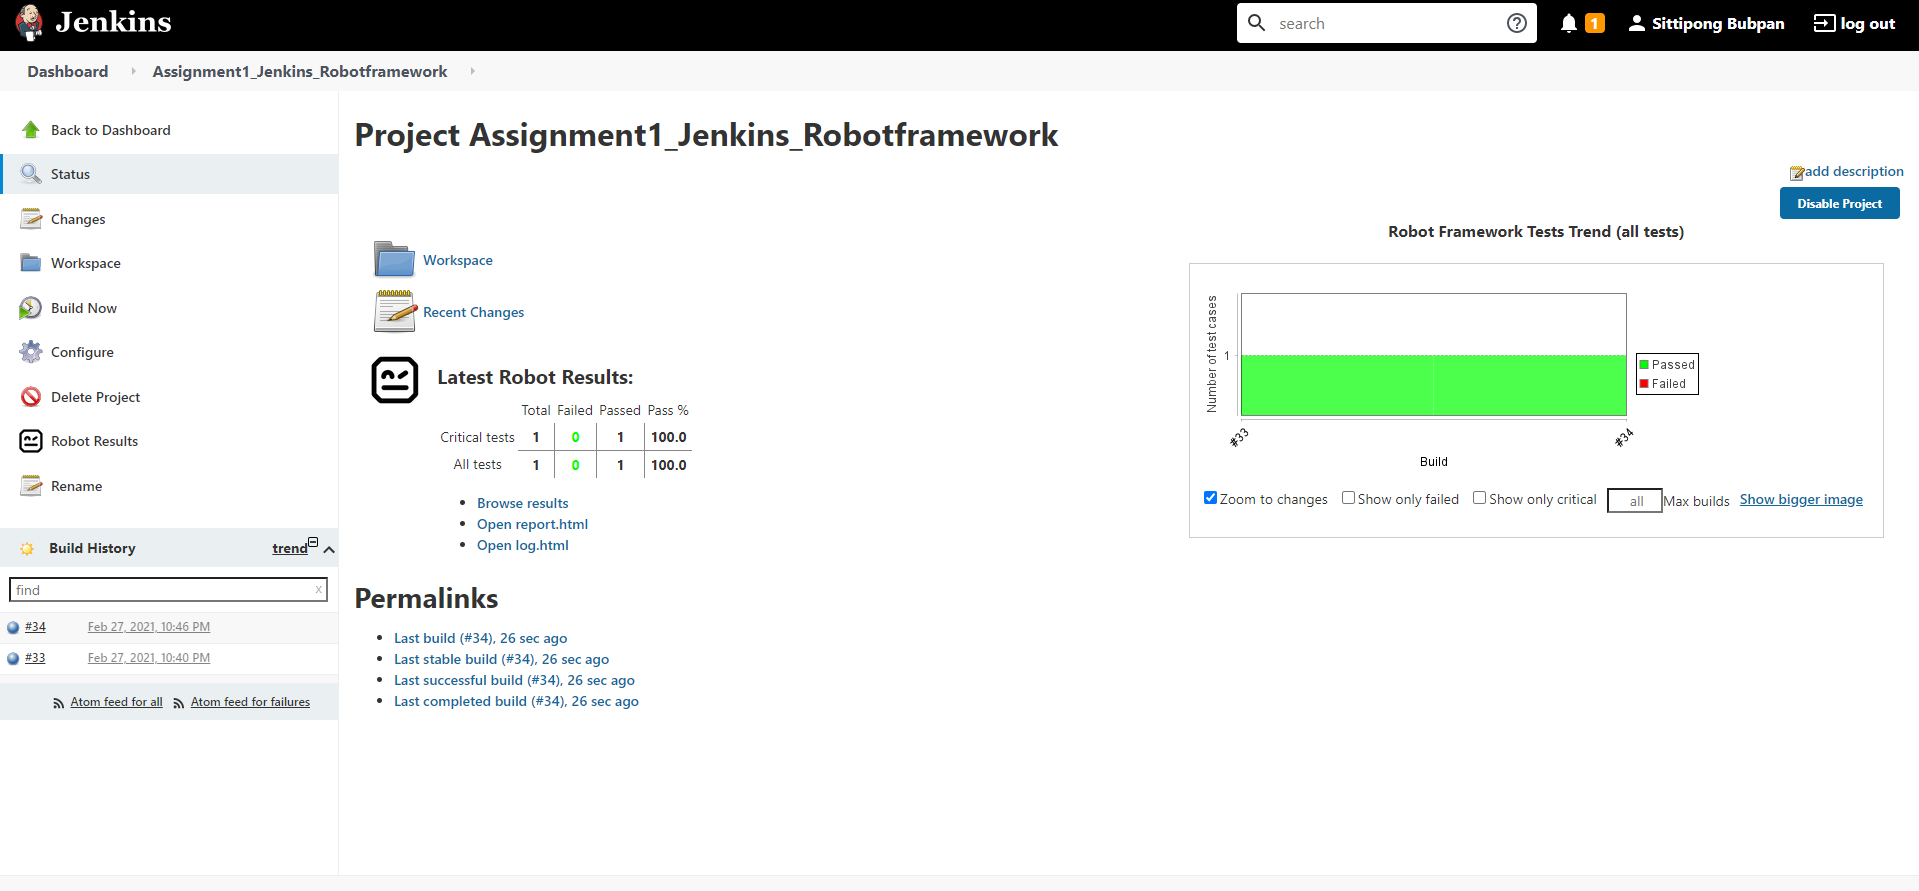 Jenkins
search
1
Sittipong Bubpan
log out
Dashboard
Assignment1_Jenkins_Robotframework
Back to Dashboard
Status
Changes
Workspace
Build Now
Configure
Delete Project
Robot Results
Rename
Build History
trend
find
x
#34 Feb 27, 2021, 10:46 PM
#33 Feb 27, 2021, 10:40 PM
Atom feed for all Atom feed for failures
Project Assignment1_Jenkins_Robotframework
add description
Disable Project
Workspace
Recent Changes
Latest Robot Results:
Total Failed Passed Pass %
Critical tests 1 0 1 100.0
All tests 1 0 1 100.0
Browse results
Open report.html
Open log.html
Permalinks
Last build (#34), 26 sec ago
Last stable build (#34), 26 sec ago
Last successful build (#34), 26 sec ago
Last completed build (#34), 26 sec ago
Robot Framework Tests Trend (all tests)
Number of test cases
1
Passed
Failed
#33 #34
Build
Zoom to changes Show only failed Show only critical all Max builds Show bigger image